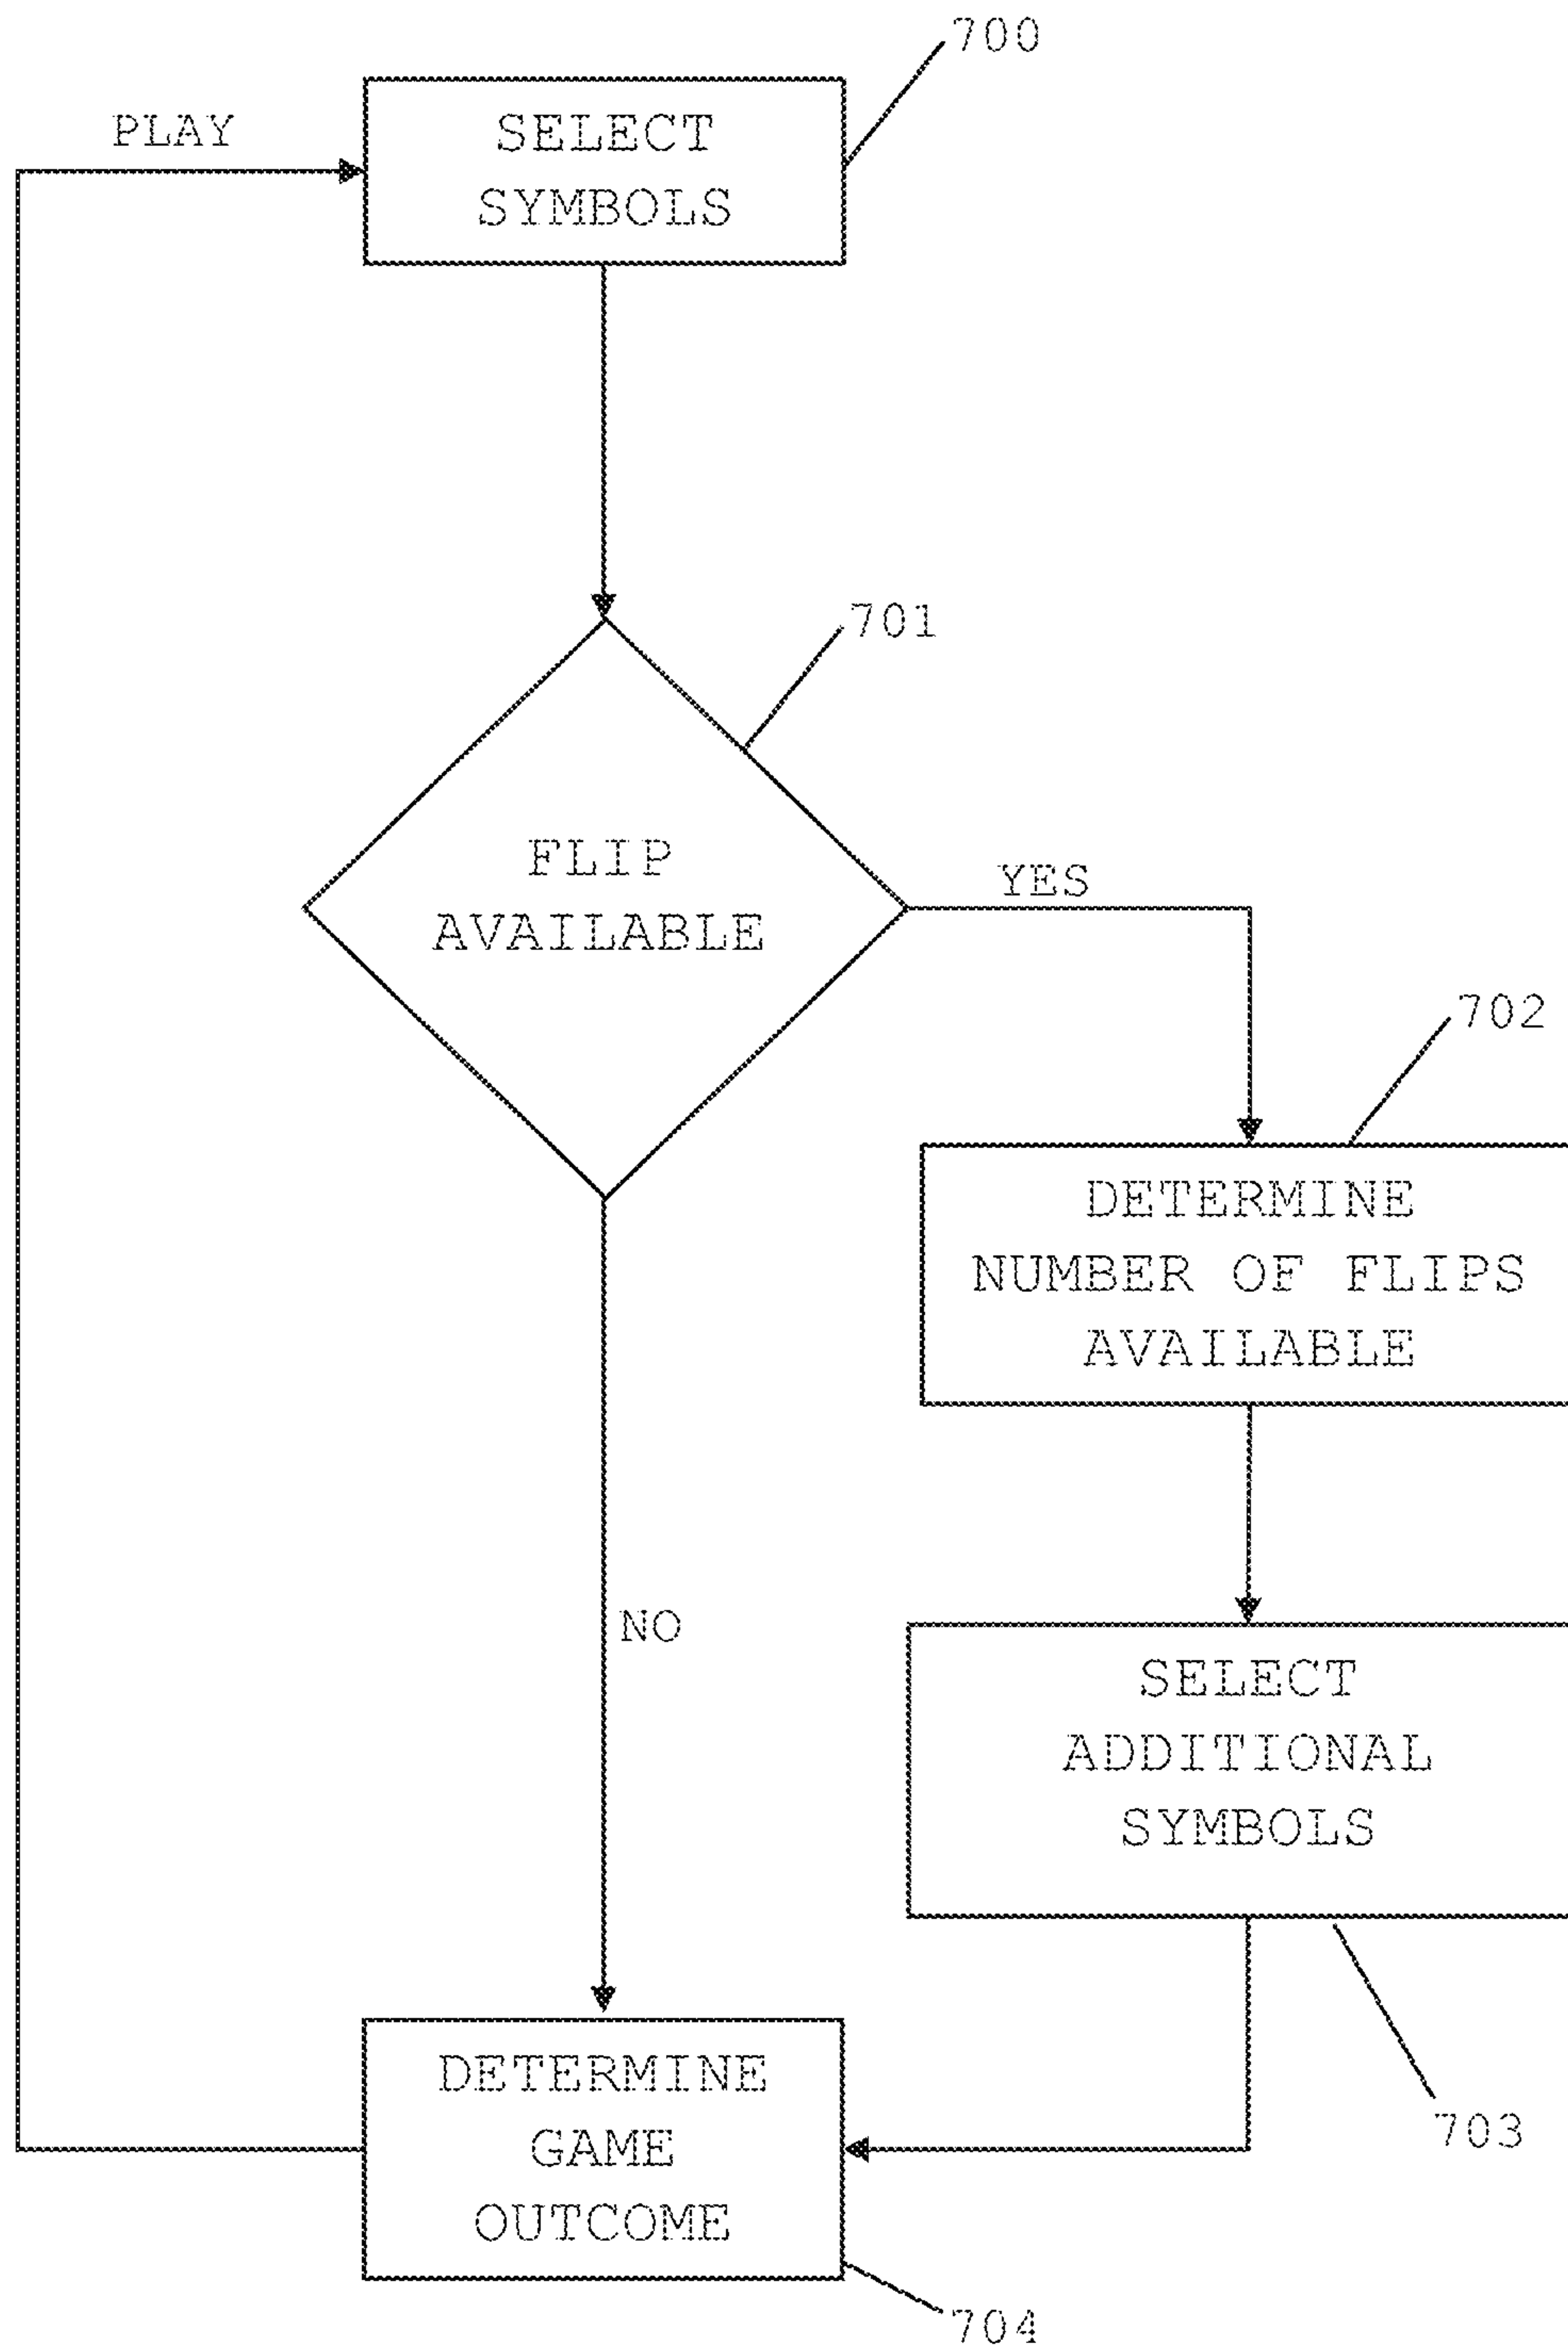 700
PLAY
SELECT
SYMBOLS
701
FLIP
AVAILABLE
YES
702
DETERMINE
NUMBER OF FLIPS
AVAILABLE
NO
SELECT
ADDITIONAL
SYMBOLS
703
DETERMINE
GAME
OUTCOME
704